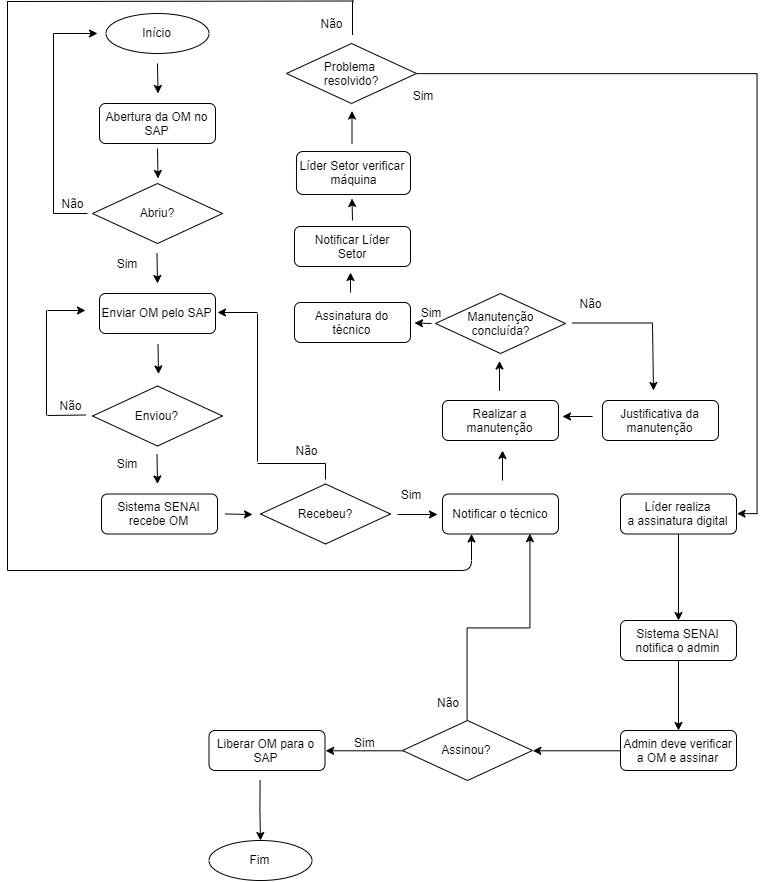 Início
Abertura da OM no
SAP
Não
Abriu?
Sim
Enviar OM pelo SAP
Não
Enviou?
Sim
Sistema SENAI
recebe OM
Não
Recebeu?
Sim
Notificar o técnico
Realizar a
manutenção
Justificativa da
manutenção
Manutenção
concluída?
Não
Sim
Assinatura do
técnico
Notificar Líder
Setor
Líder Setor verificar
máquina
Problema
resolvido?
Não
Sim
Líder realiza
a assinatura digital
Sistema SENAI
notifica o admin
Admin deve verificar
a OM e assinar
Não
Assinou?
Sim
Liberar OM para o
SAP
Fim